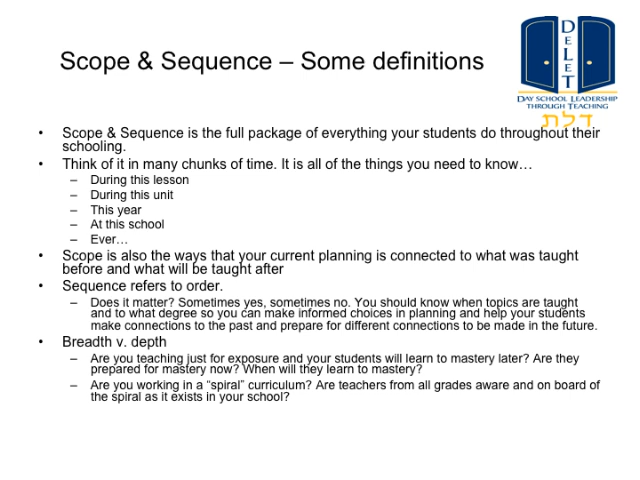 Scope & Sequence – Some definitions
DELET
DAY SCHOOL LEADERSHIP
THROUGH TEACHING
דלת
• Scope & Sequence is the full package of everything your students do throughout their
schooling.
• Think of it in many chunks of time. It is all of the things you need to know…
– During this lesson
– During this unit
– This year
– At this school
– Ever…
• Scope is also the ways that your current planning is connected to what was taught
before and what will be taught after
• Sequence refers to order.
– Does it matter? Sometimes yes, sometimes no. You should know when topics are taught
and to what degree so you can make informed choices in planning and help your students
make connections to the past and prepare for different connections to be made in the future.
• Breadth v. depth
– Are you teaching just for exposure and your students will learn to mastery later? Are they
prepared for mastery now? When will they learn to mastery?
– Are you working in a “spiral” curriculum? Are teachers from all grades aware and on board of
the spiral as it exists in your school?